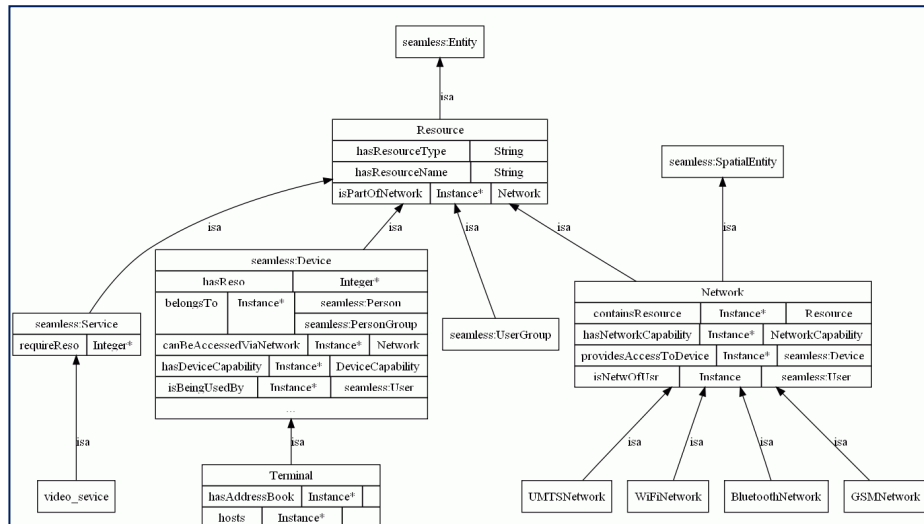 seamless:Entity
isa
Resource
hasResourceType String
hasResourceName String
isPartOfNetwork Instance* Network
seamless:SpatialEntity
isa
isa
isa
isa
isa
seamless:Device
hasReso Integer*
belongsTo Instance* seamless:Person
seamless:PersonGroup
canBeAccessedViaNetwork Instance* Network
hasDeviceCapability Instance* DeviceCapability
isBeingUsedBy Instance* seamless:User
...
seamless:Service
requireReso Integer*
seamless:UserGroup
Network
containsResource Instance* Resource
hasNetworkCapability Instance* NetworkCapability
providesAccessToDevice Instance* seamless:Device
isNetwOfUsr Instance seamless:User
isa
isa
isa
isa
isa
isa
video_sevice
Terminal
hasAddressBook Instance*
hosts Instance*
UMTSNetwork
WiFiNetwork
BluetoothNetwork
GSMNetwork